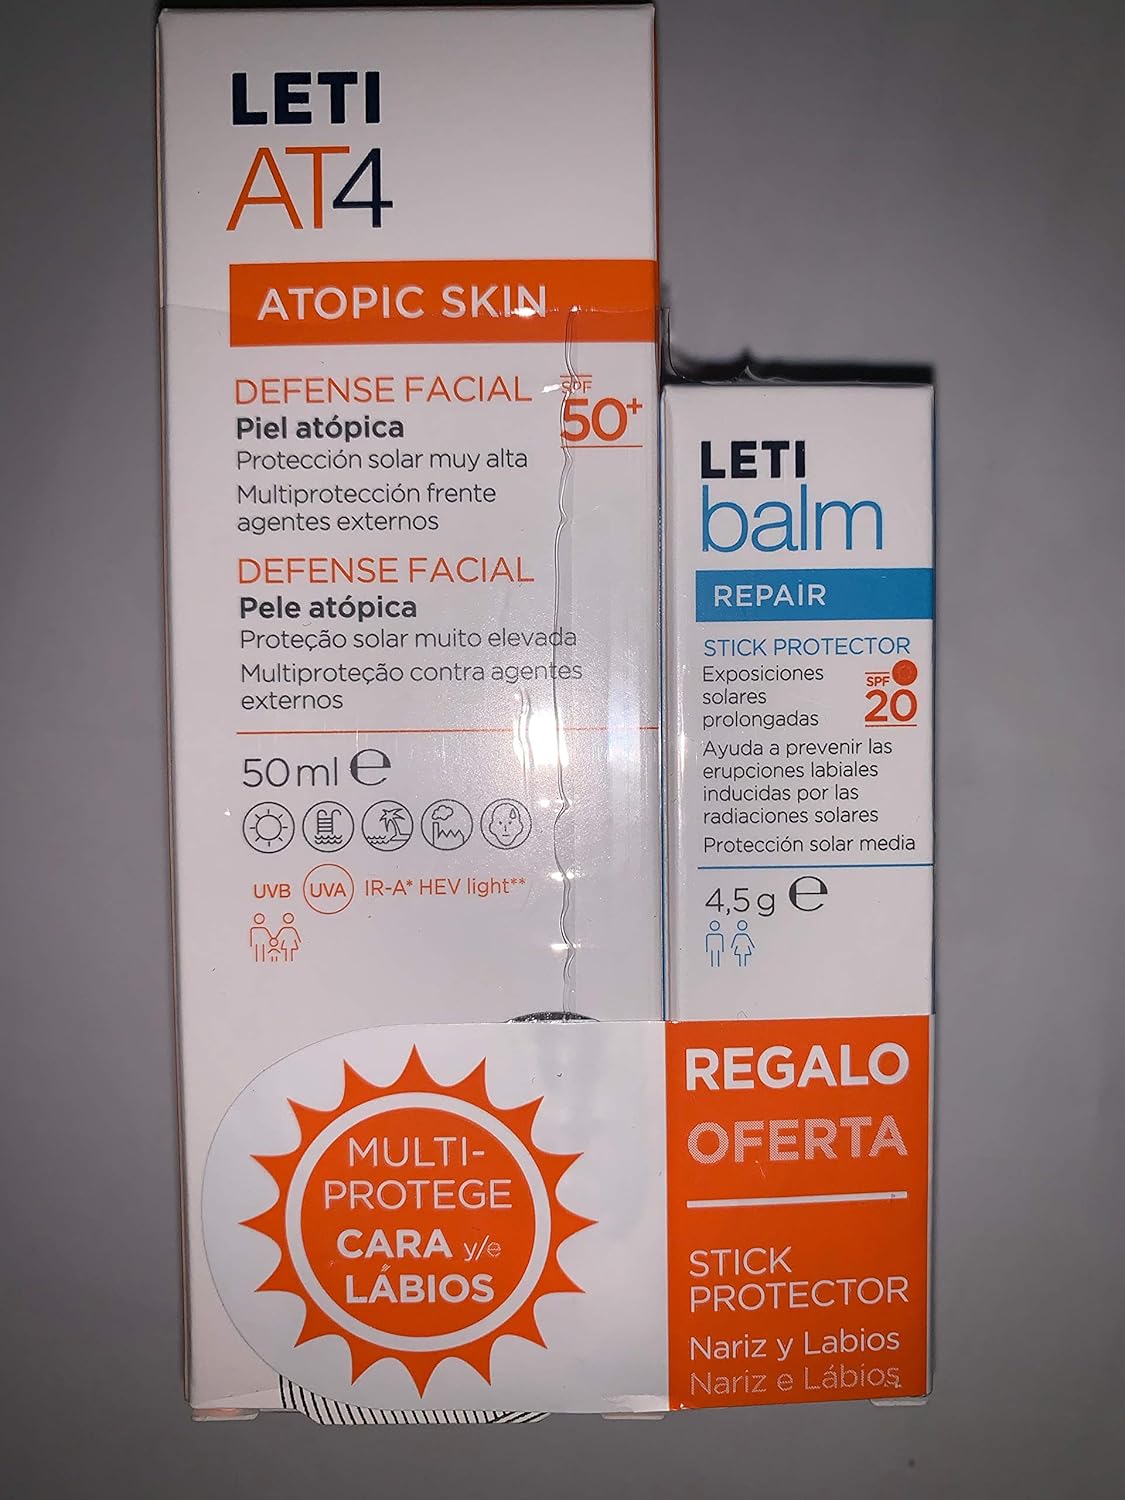 LETI
AT4
ATOPIC SKIN
DEFENSE FACIAL
SPF
50+
Piel atópica
Protección solar muy alta
Multiprotección frente
agentes externos
DEFENSE FACIAL
Pele atópica
Proteção solar muito elevada
Multiproteção contra agentes
externos
50ml e
UVB UVA IR-A* HEV light**
LETI
balm
REPAIR
STICK PROTECTOR
Exposiciones
solares
prolongadas
SPF
20
Ayuda a prevenir las
erupciones labiales
inducidas por las
radiaciones solares
Protección solar media
4,5g e
MULTI-
PROTEGE
CARA y/e
LÁBIOS
REGALO
OFERTA
STICK
PROTECTOR
Nariz y Labios
Nariz e Lábios